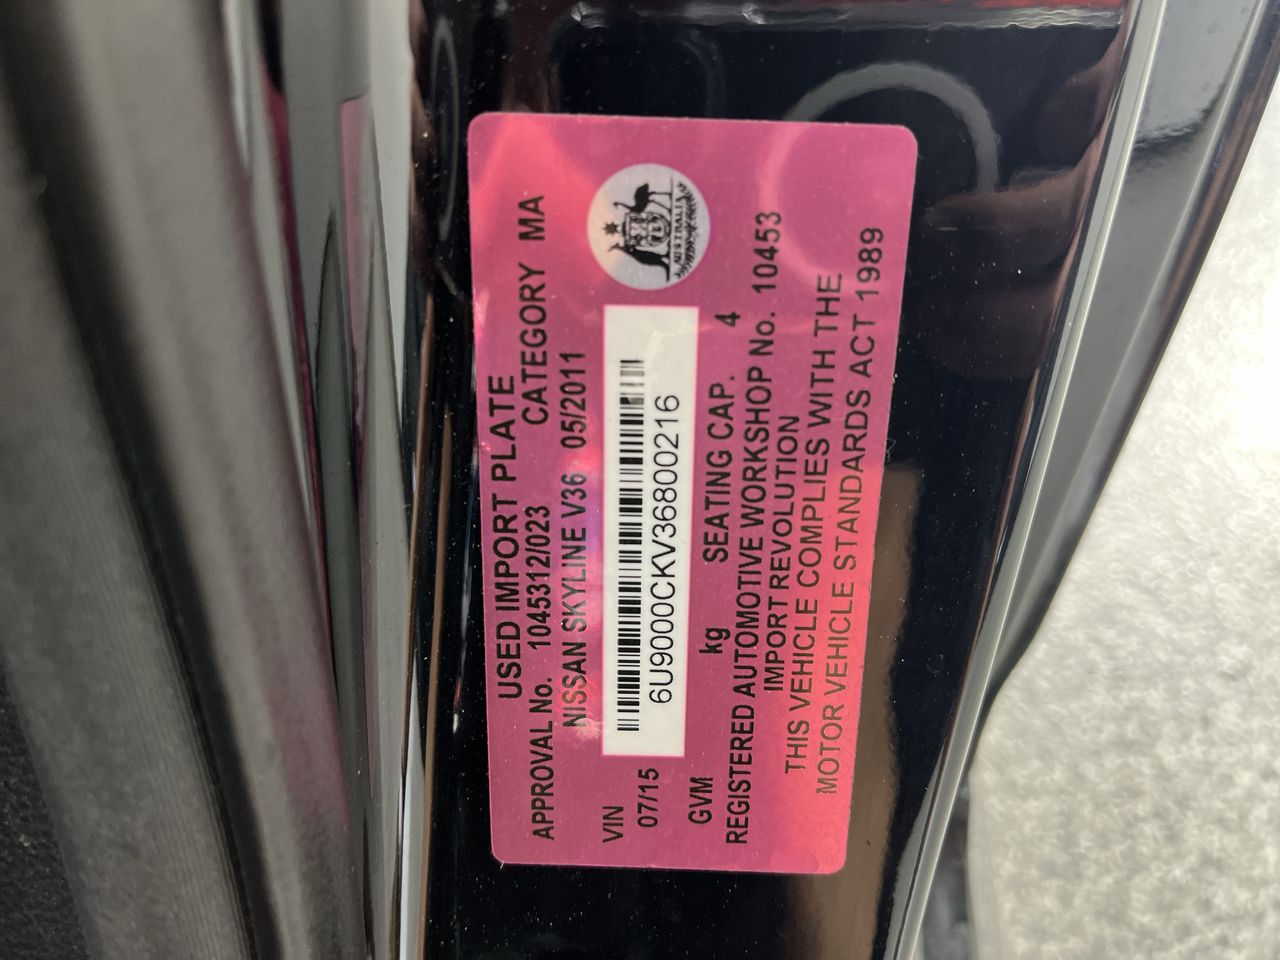 USED IMPORT PLATE
APPROVAL No. 1045312/023 CATEGORY MA
NISSAN SKYLINE V36 05/2011
VIN
07/15
6U9000CKV36800216
AUSTRALIA
GVM kg SEATING CAP. 4
REGISTERED AUTOMOTIVE WORKSHOP No. 10453
IMPORT REVOLUTION
THIS VEHICLE COMPLIES WITH THE
MOTOR VEHICLE STANDARDS ACT 1989